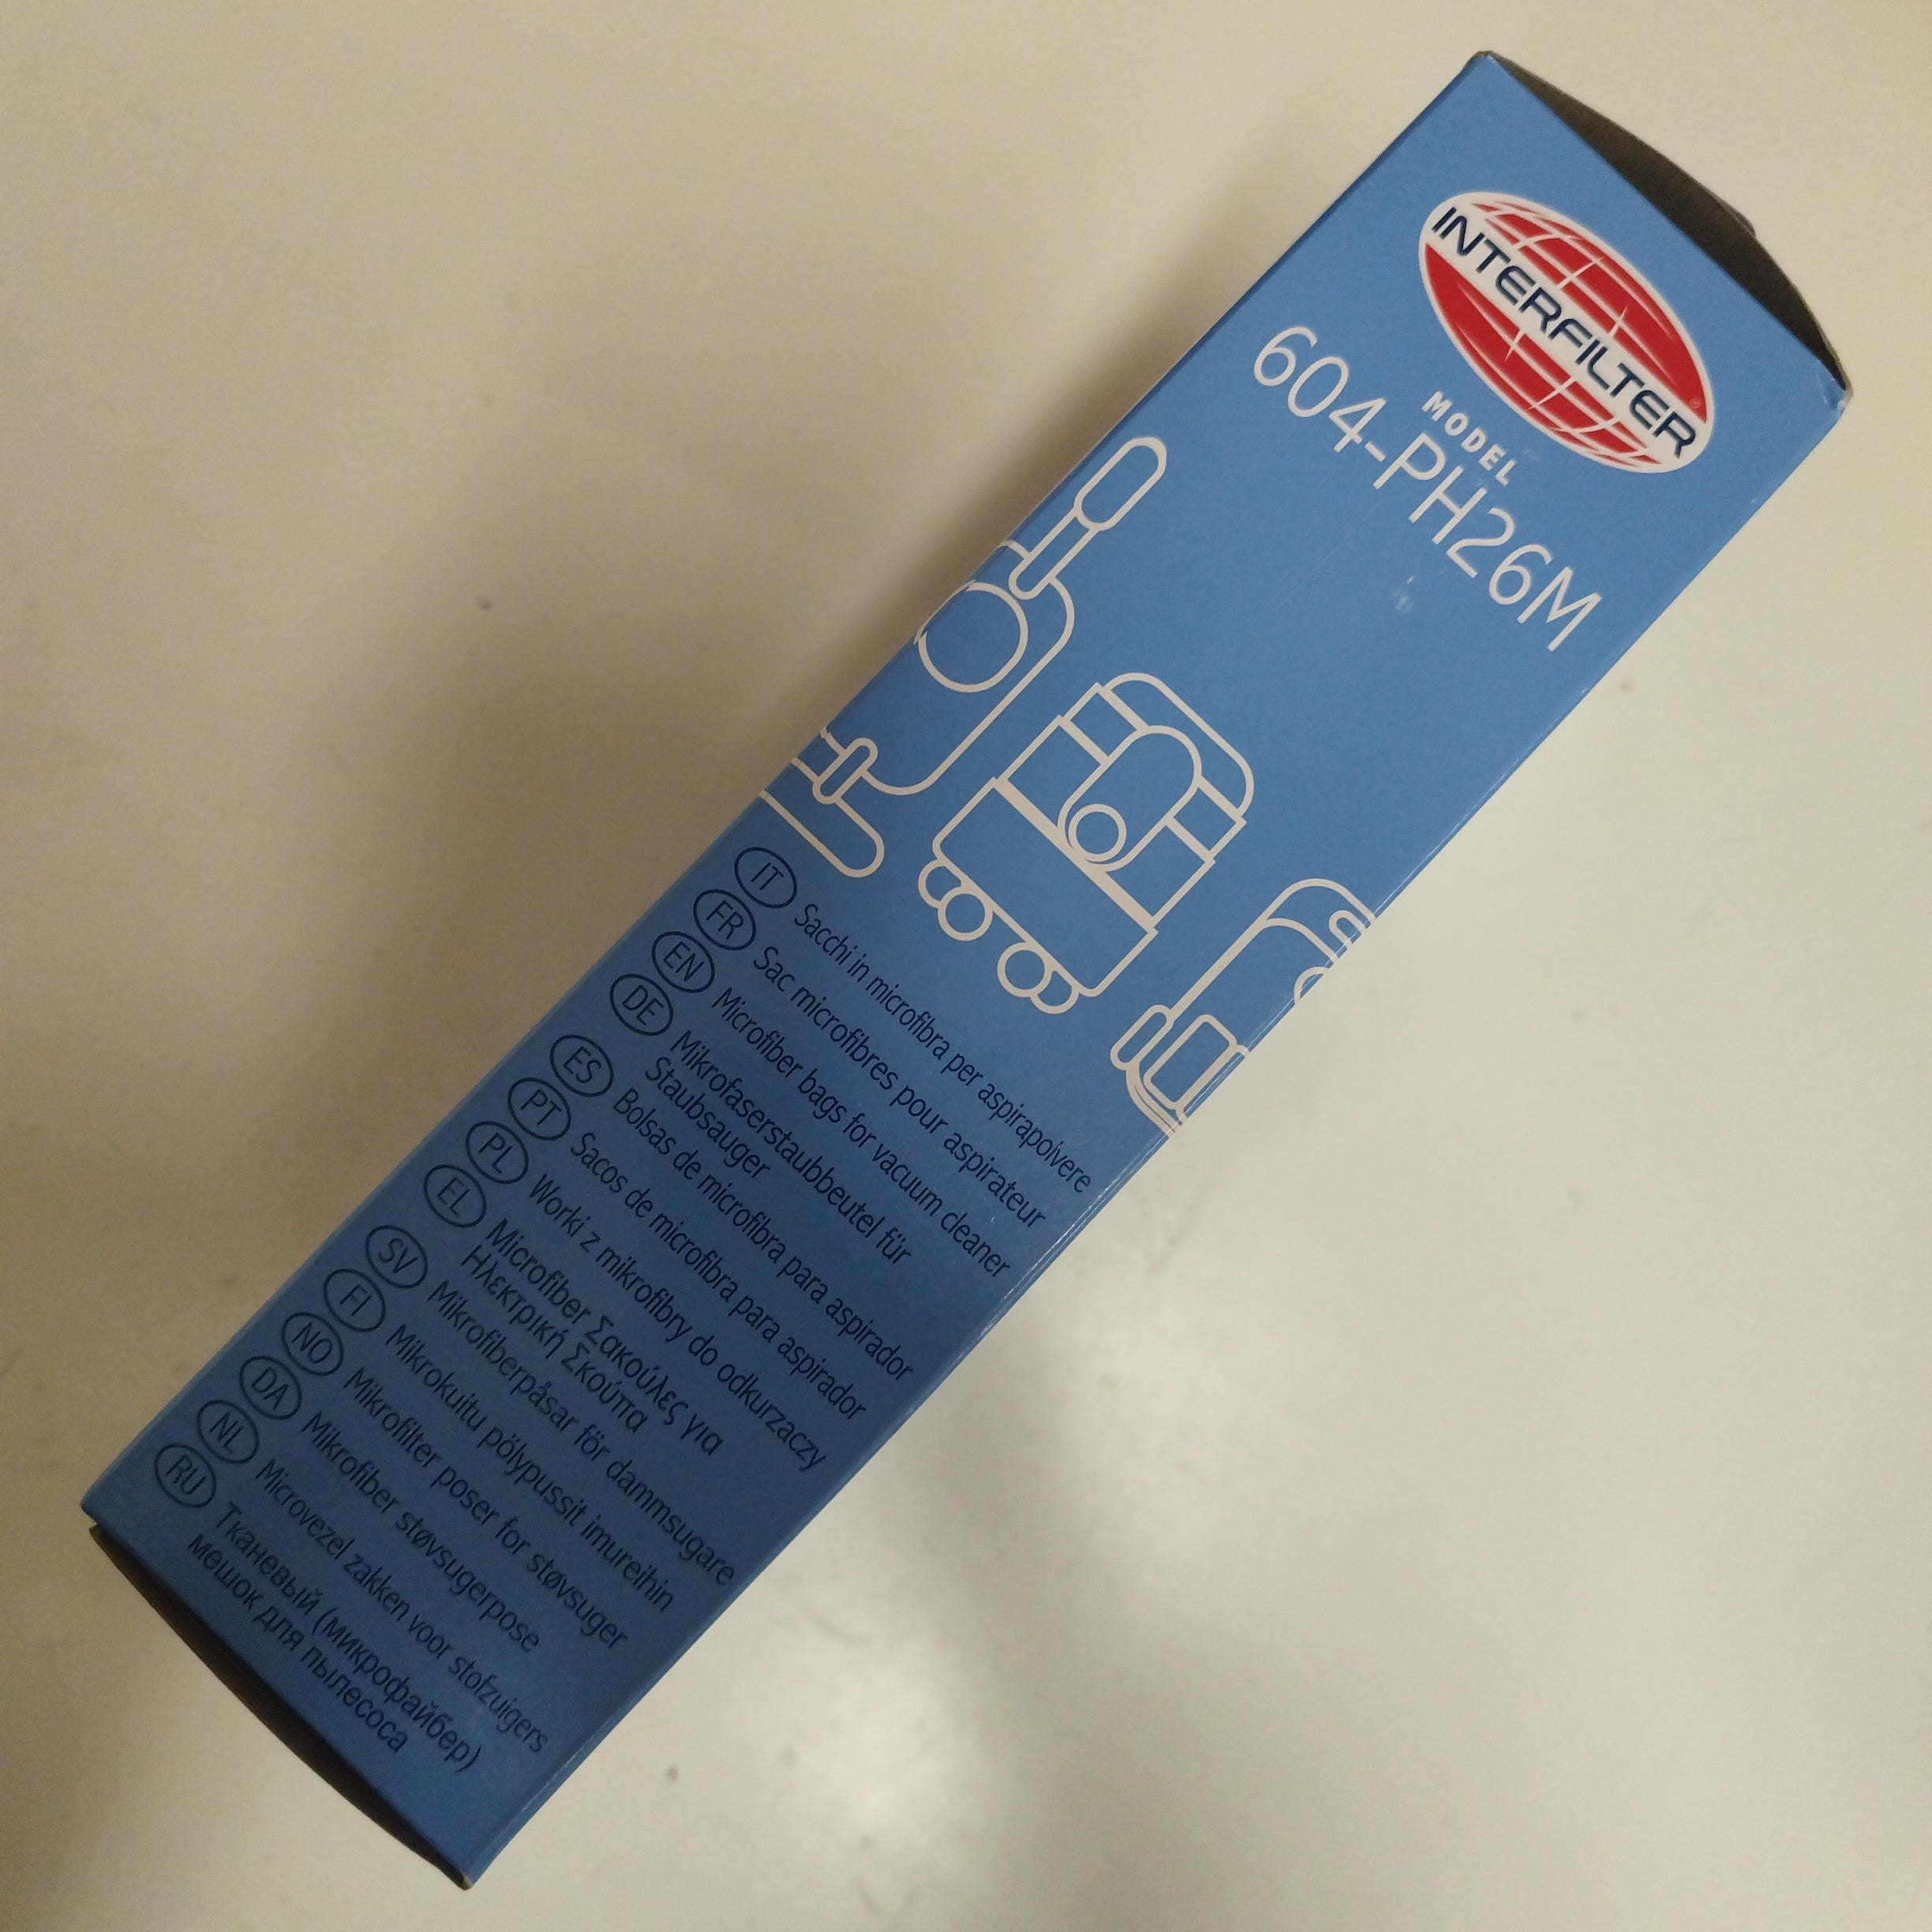 INTERFILTER
MODEL
604-PH26M
IT Sacchi in microfibra per aspirapolvere
FR Sac microfibres pour aspirateur
EN Microfiber bags for vacuum cleaner
DE Mikrofaserstaubbeutel für
Staubsauger
ES Bolsas de microfibra para aspirador
PT Sacos de microfibra para aspirador
PL Worki z mikrofibry do odkurzaczy
EL Microfiber Σακούλες για
Ηλεκτρική Σκούπα
SV Mikrofiberpåsar för dammsugare
FI Mikrokuitu pölypussit imureihin
NO Mikrofilter poser for støvsuger
DA Mikrofiber støvsugerpose
NL Microvezel zakken voor stofzuigers
RU Тканевый (микрофайбер)
мешок для пылесоса